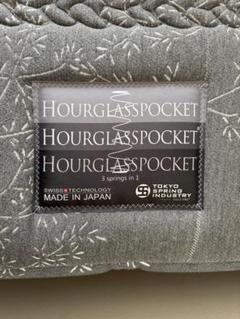 HOURGLASSPOCKET
HOURGLASSPOCKET
HOURGLASSPOCKET
3 springs in 1
SWISS TECHNOLOGY
MADE IN JAPAN
TOKYO
SPRING
INDUSTRY